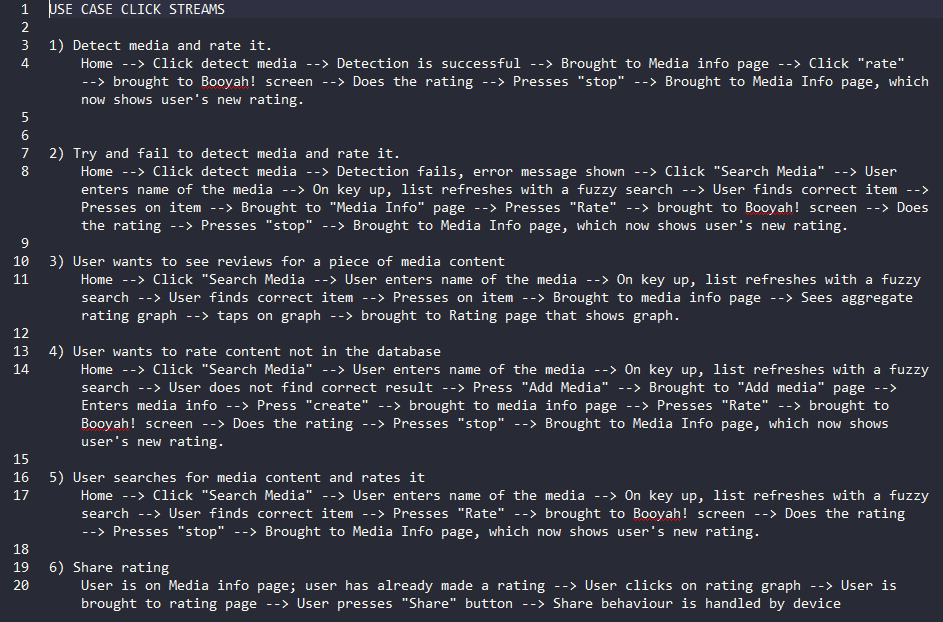 1 USE CASE CLICK STREAMS
2
3 1) Detect media and rate it.
4 Home --> Click detect media --> Detection is successful --> Brought to Media info page --> Click "rate"
--> brought to Booyah! screen --> Does the rating --> Presses "stop" --> Brought to Media Info page, which
now shows user's new rating.
5
6
7 2) Try and fail to detect media and rate it.
8 Home --> Click detect media --> Detection fails, error message shown --> Click "Search Media" --> User
enters name of the media --> On key up, list refreshes with a fuzzy search --> User finds correct item -->
Presses on item --> Brought to "Media Info" page --> Presses "Rate" --> brought to Booyah! screen --> Does
the rating --> Presses "stop" --> Brought to Media Info page, which now shows user's new rating.
9
10 3) User wants to see reviews for a piece of media content
11 Home --> Click "Search Media --> User enters name of the media --> On key up, list refreshes with a fuzzy
search --> User finds correct item --> Presses on item --> Brought to media info page --> Sees aggregate
rating graph --> taps on graph --> brought to Rating page that shows graph.
12
13 4) User wants to rate content not in the database
14 Home --> Click "Search Media" --> User enters name of the media --> On key up, list refreshes with a fuzzy
search --> User does not find correct result --> Press "Add Media" --> Brought to "Add media" page -->
Enters media info --> Press "create" --> brought to media info page --> Presses "Rate" --> brought to
Booyah! screen --> Does the rating --> Presses "stop" --> Brought to Media Info page, which now shows
user's new rating.
15
16 5) User searches for media content and rates it
17 Home --> Click "Search Media" --> User enters name of the media --> On key up, list refreshes with a fuzzy
search --> User finds correct item --> Presses "Rate" --> brought to Booyah! screen --> Does the rating
--> Presses "stop" --> Brought to Media Info page, which now shows user's new rating.
18
19 6) Share rating
20 User is on Media info page; user has already made a rating --> User clicks on rating graph --> User is
brought to rating page --> User presses "Share" button --> Share behaviour is handled by device